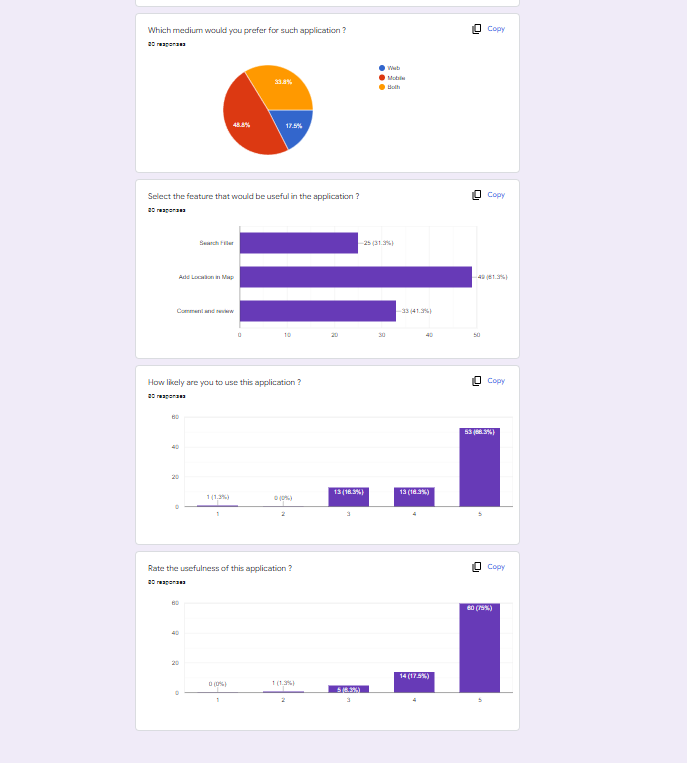 Which medium would you prefer for such application ?
Copy
80 responses
Web
Mobile
Both
33.8%
48.8%
17.5%
Select the feature that would be useful in the application ?
Copy
80 responses
Search Filter
25 (31.3%)
Add Location in Map
49 (61.3%)
Comment and review
33 (41.3%)
0 10 20 30 40 50
How likely are you to use this application ?
Copy
80 responses
60
40
20
0
1 (1.3%)
0 (0%)
13 (16.3%)
13 (16.3%)
53 (66.3%)
1 2 3 4 5
Rate the usefulness of this application ?
Copy
80 responses
60
40
20
0
0 (0%)
1 (1.3%)
5 (6.3%)
14 (17.5%)
60 (75%)
1 2 3 4 5